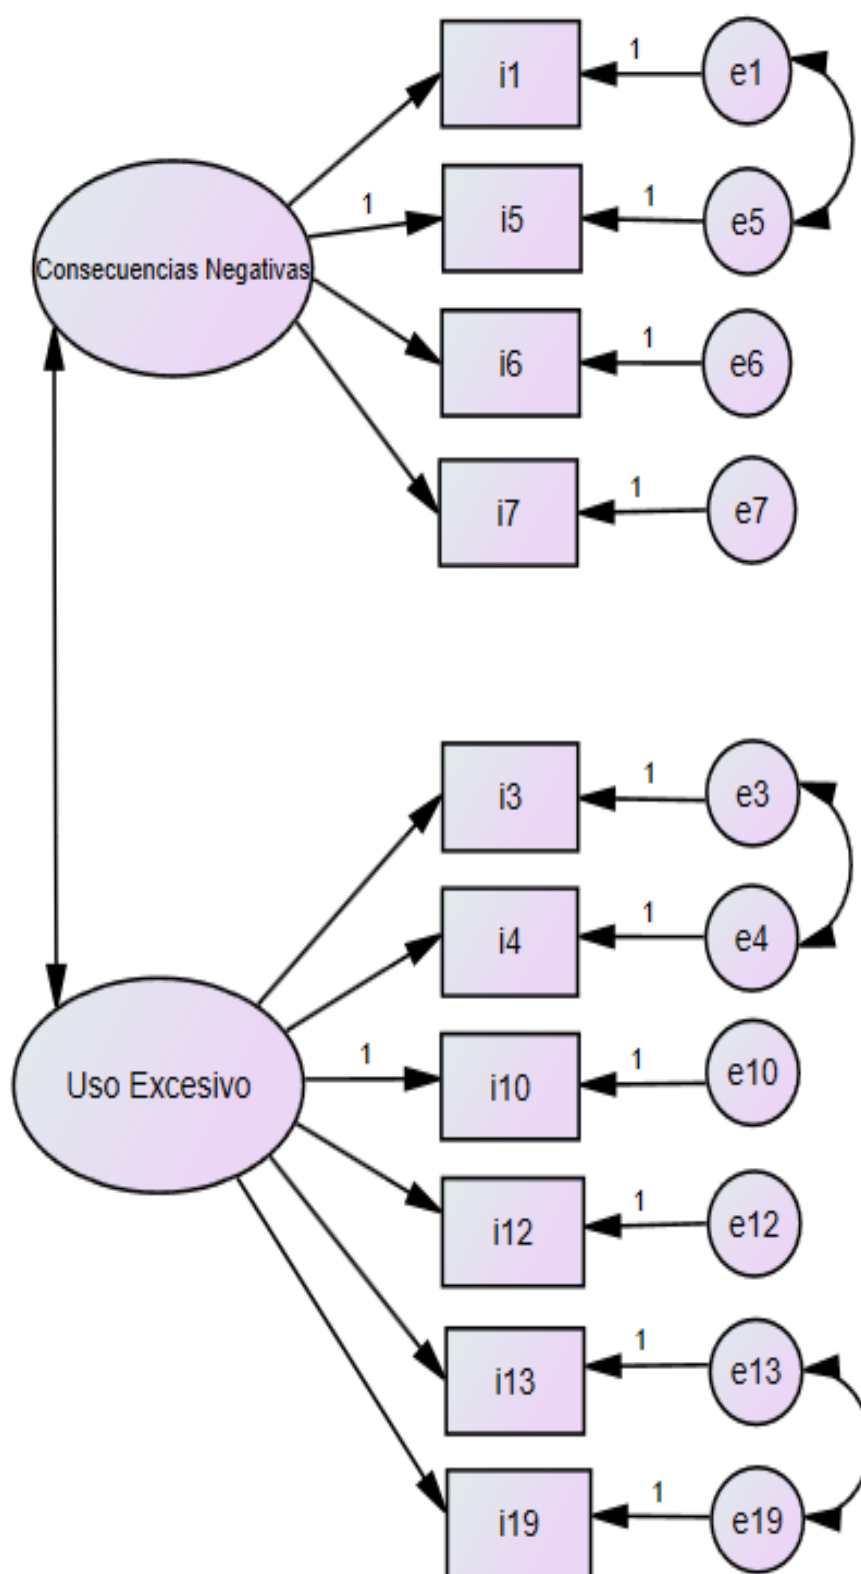 i1
1
e1
1
i5
1
e5
Consecuencias Negativas
i6
1
e6
i7
1
e7
i3
1
e3
i4
1
e4
Uso Excesivo
1
i10
1
e10
i12
1
e12
i13
1
e13
i19
1
e19